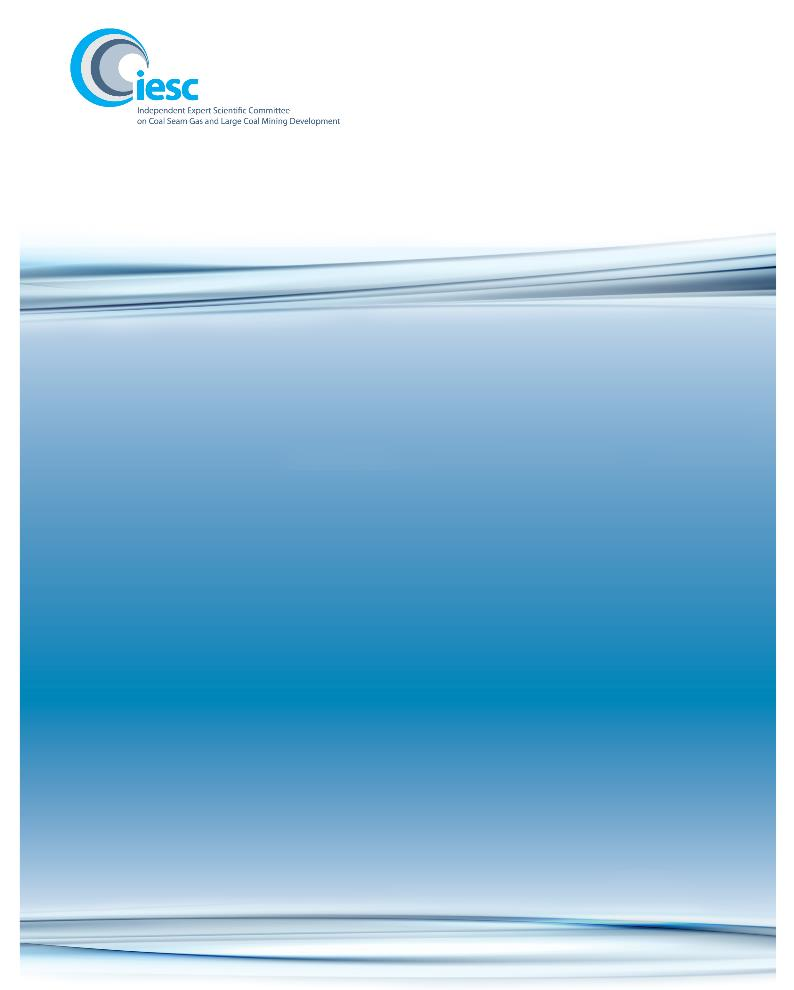 iesc
Independent Expert Scientific Committee
on Coal Seam Gas and Large Coal Mining Development